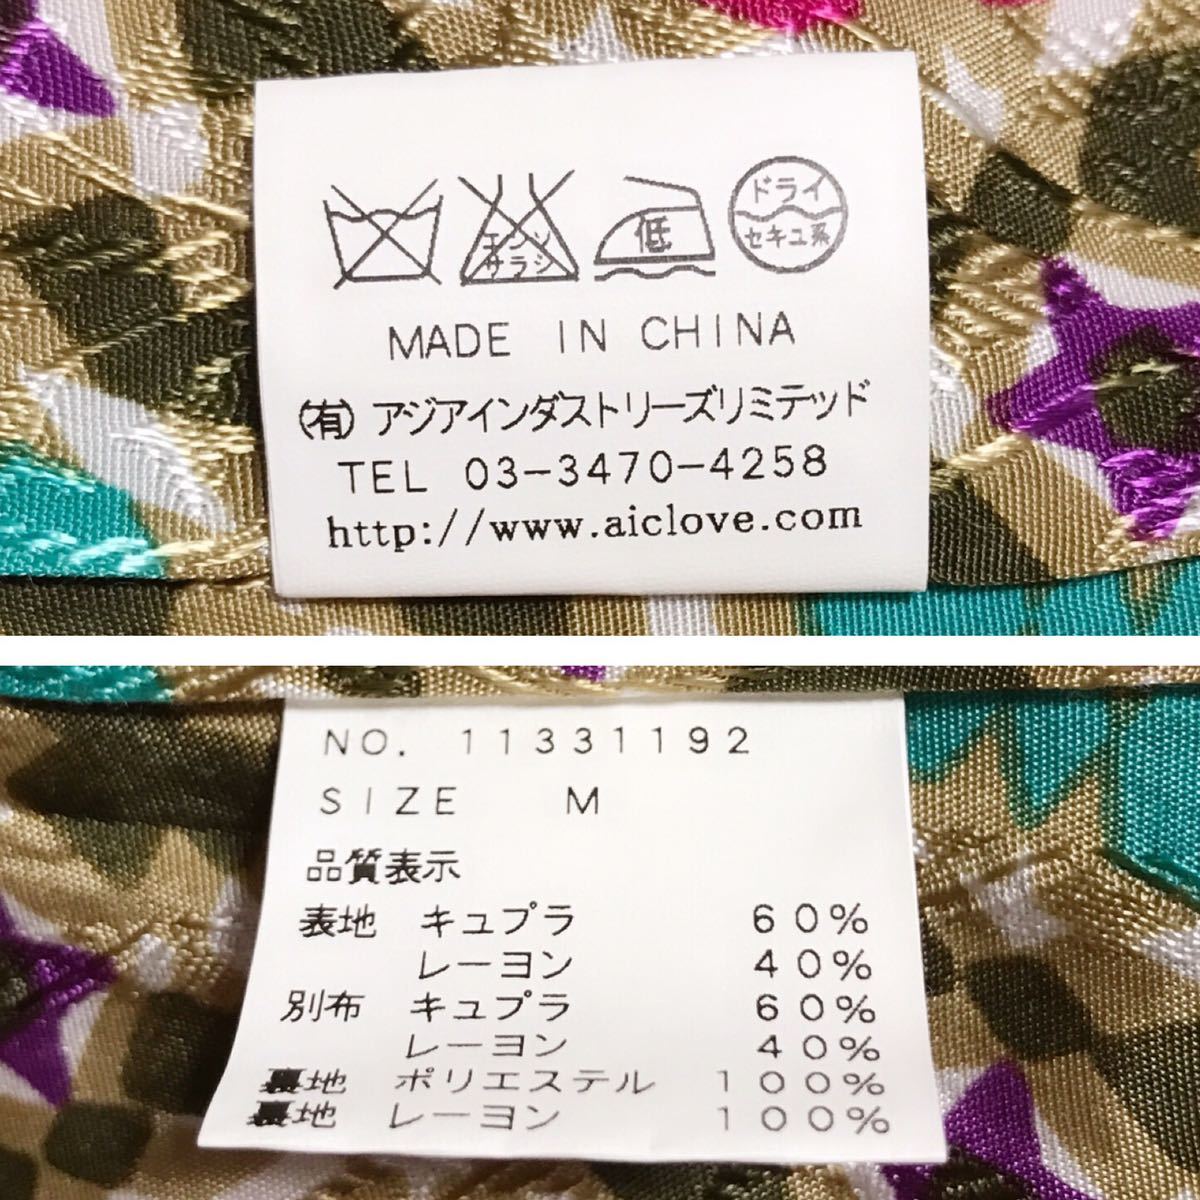 エンソ
サラシ
低
ドライ
セキユ系
MADE IN CHINA
(有)アジアインダストリーズリミテッド
TEL 03-3470-4258
http://www.aiclove.com
NO. 11331192
SIZE M
品質表示
表地 キュプラ 60%
レーヨン 40%
別布 キュプラ 60%
レーヨン 40%
裏地 ポリエステル 100%
裏地 レーヨン 100%